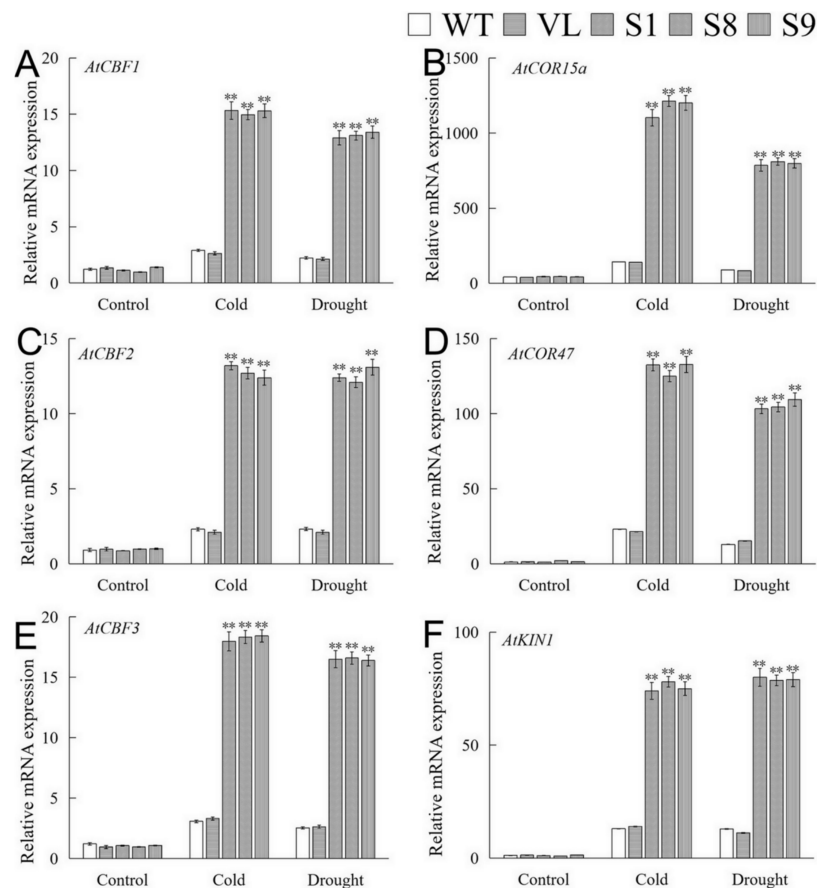 WT VL S1 S8 S9
A
AtCBF1
Relative mRNA expression
20
15
10
5
0
** ** **
** ** **
Control Cold Drought
B
AtCOR15a
Relative mRNA expression
1500
1000
500
0
** ** **
** ** **
Control Cold Drought
C
AtCBF2
Relative mRNA expression
15
10
5
0
** ** **
** ** **
Control Cold Drought
D
AtCOR47
Relative mRNA expression
150
100
50
0
** ** **
** ** **
Control Cold Drought
E
AtCBF3
Relative mRNA expression
20
15
10
5
0
** ** **
** ** **
Control Cold Drought
F
AtKIN1
Relative mRNA expression
100
50
0
** ** **
** ** **
Control Cold Drought